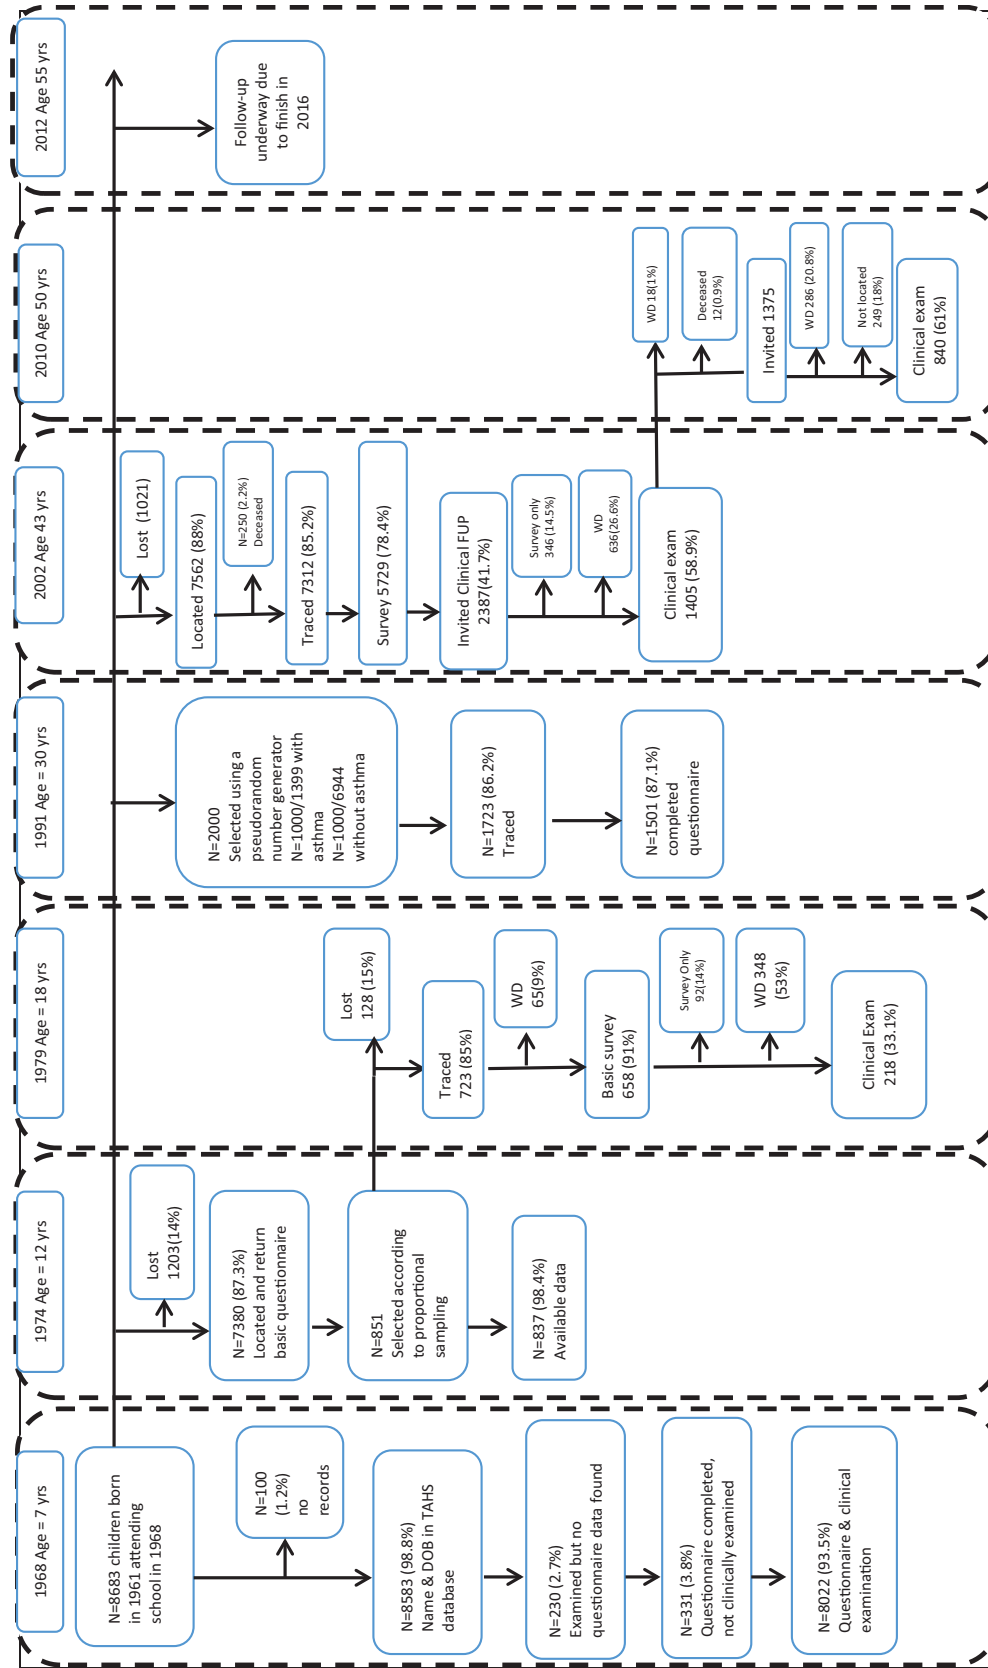 1968 Age = 7 yrs
N=8683 children born
in 1961 attending
school in 1968
N=100
(1.2%)
no
records
N=8583 (98.8%)
Name & DOB in TAHS
database
N=230 (2.7%)
Examined but no
questionnaire data found
N=331 (3.8%)
Questionnaire completed,
not clinically examined
N=8022 (93.5%)
Questionnaire & clinical
examination
1974 Age = 12 yrs
Lost
1203(14%)
N=7380 (87.3%)
Located and return
basic questionnaire
N=851
Selected according
to proportional
sampling
N=837 (98.4%)
Available data
1979 Age = 18 yrs
Lost
128 (15%)
Traced
723 (85%)
WD
65(9%)
Basic survey
658 (91%)
Survey Only
92(14%)
WD 348
(53%)
Clinical Exam
218 (33.1%)
1991 Age = 30 yrs
N=2000
Selected using a
pseudorandom
number generator
N=1000/1399 with
asthma
N=1000/6944
without asthma
N=1723 (86.2%)
Traced
N=1501 (87.1%)
completed
questionnaire
2002 Age 43 yrs
Lost (1021)
Located 7562 (88%)
N=250 (2.2%)
Deceased
Traced 7312 (85.2%)
Survey 5729 (78.4%)
Invited Clinical FUP
2387(41.7%)
Survey only
346 (14.5%)
WD
636(26.6%)
Clinical exam
1405 (58.9%)
2010 Age 50 yrs
WD 18(1%)
Deceased
12(0.9%)
Invited 1375
WD 286 (20.8%)
Not located
249 (18%)
Clinical exam
840 (61%)
2012 Age 55 yrs
Follow-up
underway due
to finish in
2016